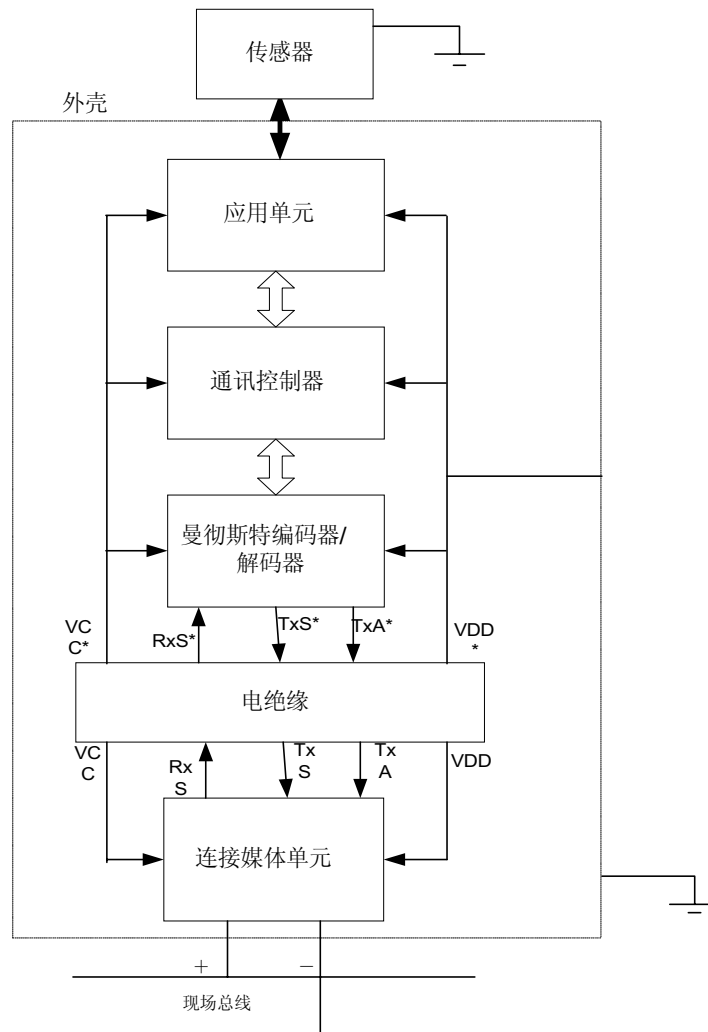 传感器
外壳
应用单元
通讯控制器
曼彻斯特编码器/
解码器
VC
C*
RxS*
TxS*
TxA*
VDD
*
电绝缘
VC
C
Rx
S
Tx
S
Tx
A
VDD
连接媒体单元
+
-
现场总线